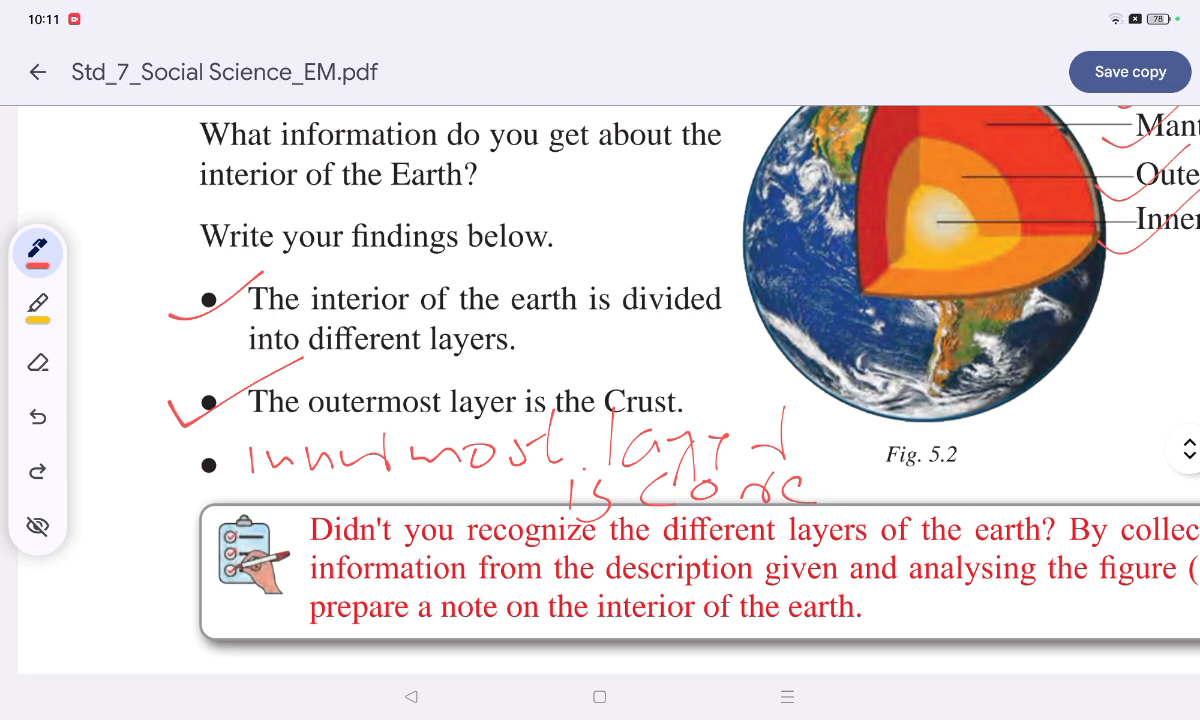 10:11
78
Std_7_Social Science_EM.pdf
Save copy
What information do you get about the
interior of the Earth?
Write your findings below.
● The interior of the earth is divided
into different layers.
● The outermost layer is the Crust.
● Innermost layer
is core
Mant
Oute
Inner
Fig. 5.2
Didn't you recognize the different layers of the earth? By collec
information from the description given and analysing the figure (
prepare a note on the interior of the earth.